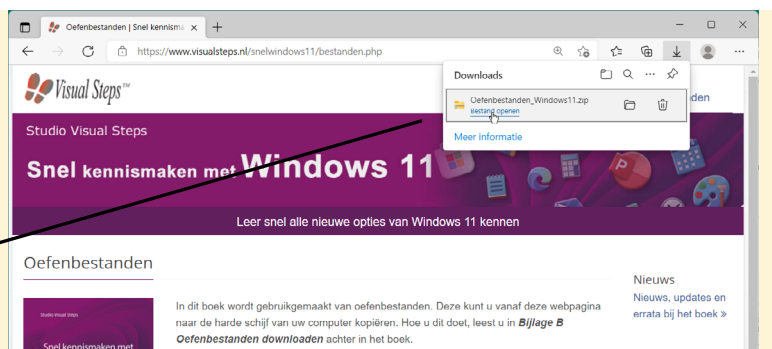 Oefenbestanden | Snel kennisma
https://www.visualsteps.nl/snelwindows11/bestanden.php
Visual Steps™
Downloads
Oefenbestanden_Windows11.zip
Bestand openen
Meer informatie
den
Studio Visual Steps
Snel kennismaken met Windows 11
Leer snel alle nieuwe opties van Windows 11 kennen
Oefenbestanden
Studio Visual Steps
Snel kennismaken met
In dit boek wordt gebruikgemaakt van oefenbestanden. Deze kunt u vanaf deze webpagina
naar de harde schijf van uw computer kopiëren. Hoe u dit doet, leest u in Bijlage B
Oefenbestanden downloaden achter in het boek.
Nieuws
Nieuws, updates en
errata bij het boek »